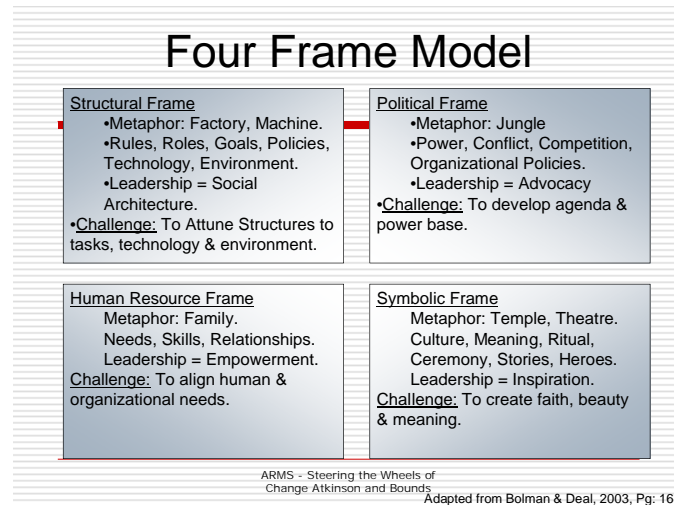 Four Frame Model
Structural Frame
•Metaphor: Factory, Machine.
•Rules, Roles, Goals, Policies,
Technology, Environment.
•Leadership = Social
Architecture.
•Challenge: To Attune Structures to
tasks, technology & environment.
Political Frame
•Metaphor: Jungle
•Power, Conflict, Competition,
Organizational Policies.
•Leadership = Advocacy
•Challenge: To develop agenda &
power base.
Human Resource Frame
Metaphor: Family.
Needs, Skills, Relationships.
Leadership = Empowerment.
Challenge: To align human &
organizational needs.
Symbolic Frame
Metaphor: Temple, Theatre.
Culture, Meaning, Ritual,
Ceremony, Stories, Heroes.
Leadership = Inspiration.
Challenge: To create faith, beauty
& meaning.
ARMS - Steering the Wheels of
Change Atkinson and Bounds
Adapted from Bolman & Deal, 2003, Pg: 16